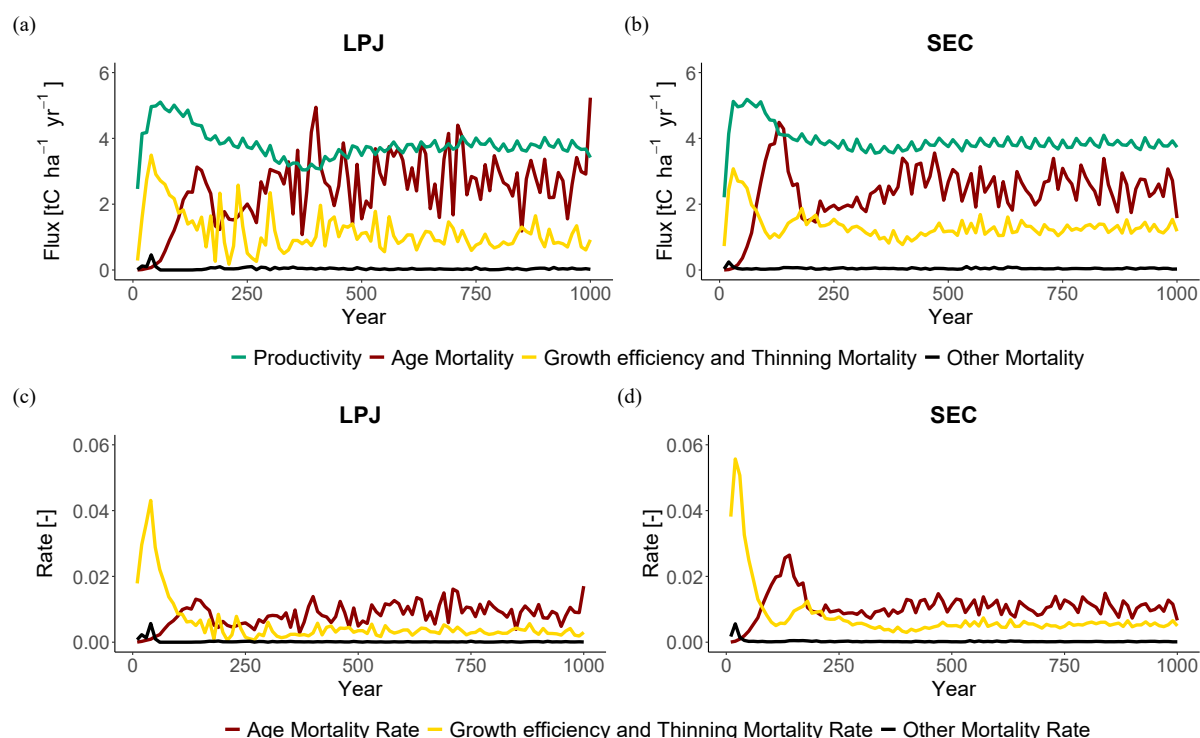 (a)
(b)
LPJ
SEC
6
4
2
0
Flux [tC ha⁻¹ yr⁻¹ ]
0 250 500 750 1000
Year
6
4
2
0
Flux [tC ha⁻¹ yr⁻¹ ]
0 250 500 750 1000
Year
Productivity Age Mortality Growth efficiency and Thinning Mortality Other Mortality
(c)
(d)
LPJ
SEC
0.06
0.04
0.02
0.00
Rate [-]
0 250 500 750 1000
Year
0.06
0.04
0.02
0.00
Rate [-]
0 250 500 750 1000
Year
Age Mortality Rate Growth efficiency and Thinning Mortality Rate Other Mortality Rate